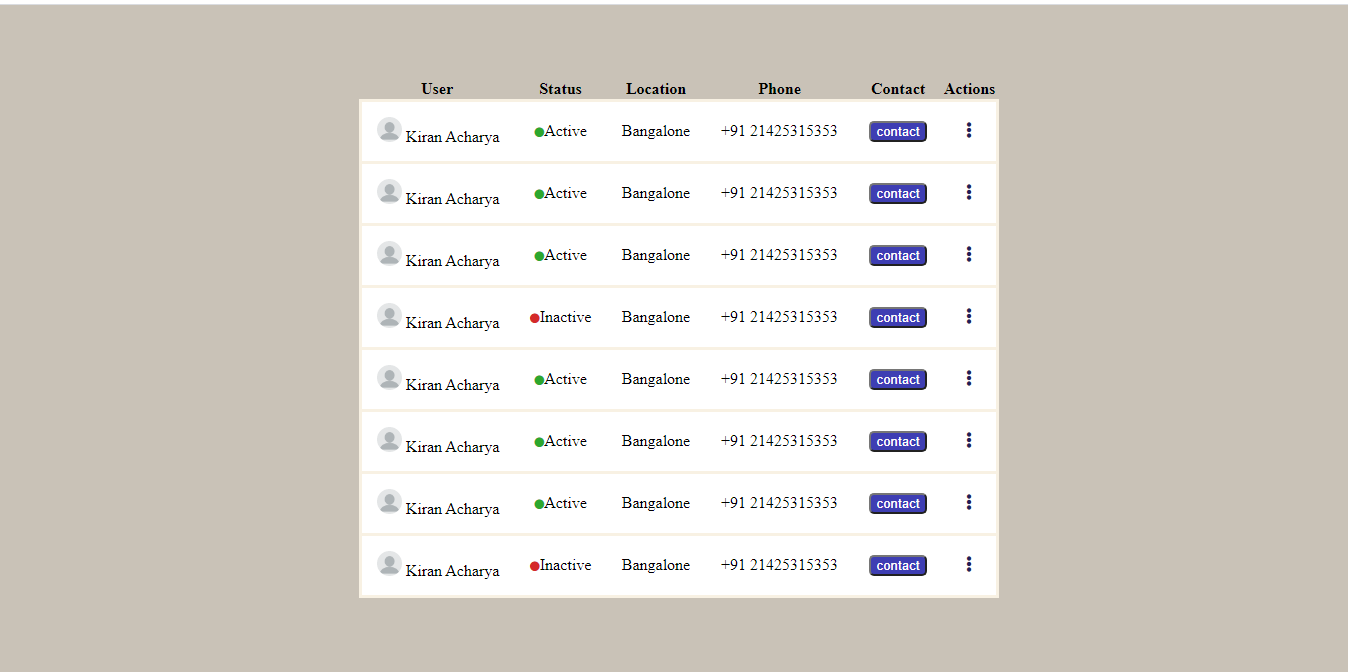 User Status Location Phone Contact Actions
Kiran Acharya Active Bangalone +91 21425315353 contact
Kiran Acharya Active Bangalone +91 21425315353 contact
Kiran Acharya Active Bangalone +91 21425315353 contact
Kiran Acharya Inactive Bangalone +91 21425315353 contact
Kiran Acharya Active Bangalone +91 21425315353 contact
Kiran Acharya Active Bangalone +91 21425315353 contact
Kiran Acharya Active Bangalone +91 21425315353 contact
Kiran Acharya Inactive Bangalone +91 21425315353 contact